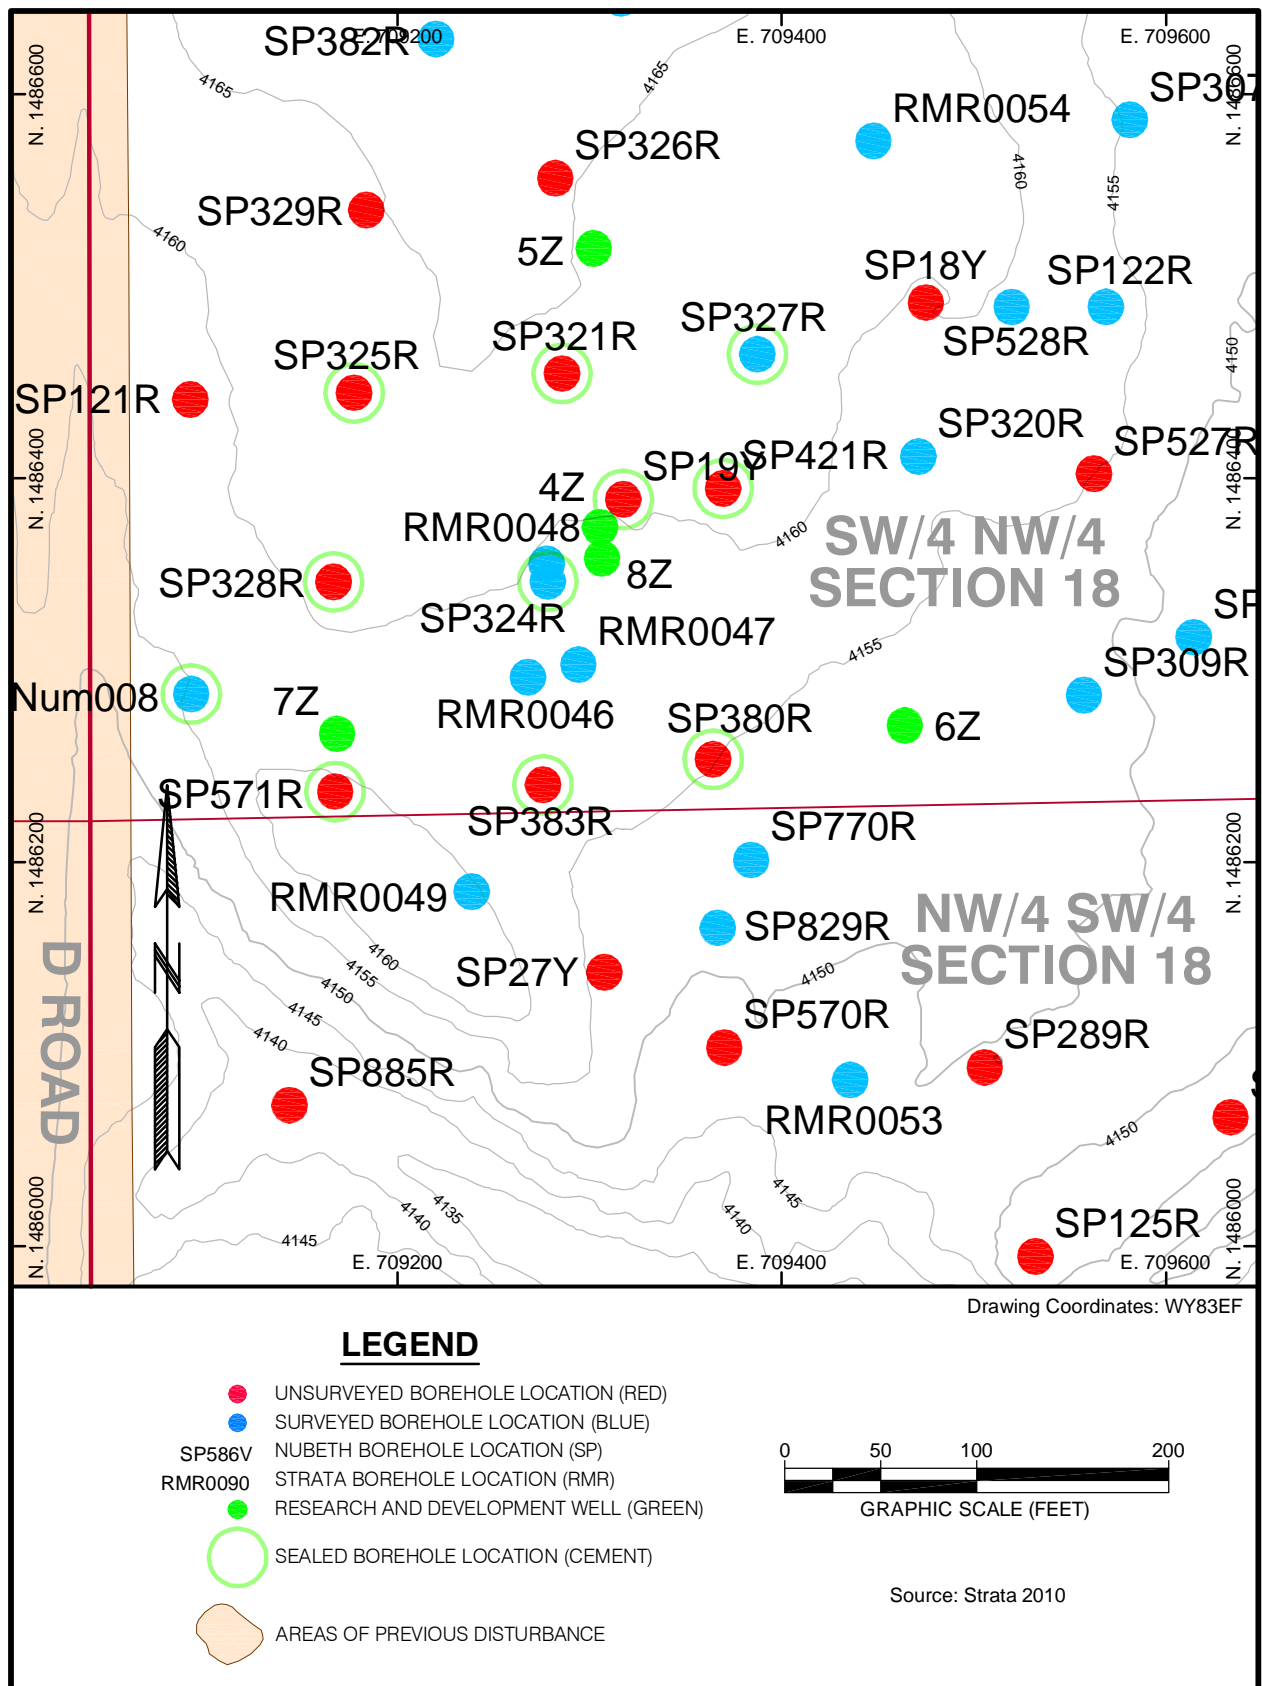 E. 709200
E. 709400
E. 709600
SP382R
N. 1486600
4165
4165
RMR0054
SP307
N. 1486600
SP326R
4160
4155
SP329R
4160
5Z
SP18Y
SP122R
SP327R
SP321R
SP528R
SP325R
4150
SP121R
SP320R
SP527R
SP421R
SP19Y
4Z
N. 1486400
N. 1486400
RMR0048
4160
SW/4 NW/4
SECTION 18
8Z
SP328R
SP324R
RMR0047
4155
SP309R
Num008
7Z
RMR0046
SP380R
6Z
SP571R
SP383R
SP770R
N. 1486200
N. 1486200
RMR0049
NW/4 SW/4
SECTION 18
SP829R
4160
4155
4150
4145
4140
SP27Y
4150
D ROAD
SP570R
SP289R
SP885R
RMR0053
4150
N. 1486000
N. 1486000
4145
4140
4135
4140
4145
SP125R
E. 709200
E. 709400
E. 709600
Drawing Coordinates: WY83EF
LEGEND
UNSURVEYED BOREHOLE LOCATION (RED)
SURVEYED BOREHOLE LOCATION (BLUE)
SP586V NUBETH BOREHOLE LOCATION (SP)
RMR0090 STRATA BOREHOLE LOCATION (RMR)
RESEARCH AND DEVELOPMENT WELL (GREEN)
SEALED BOREHOLE LOCATION (CEMENT)
AREAS OF PREVIOUS DISTURBANCE
0 50 100 200
GRAPHIC SCALE (FEET)
Source: Strata 2010